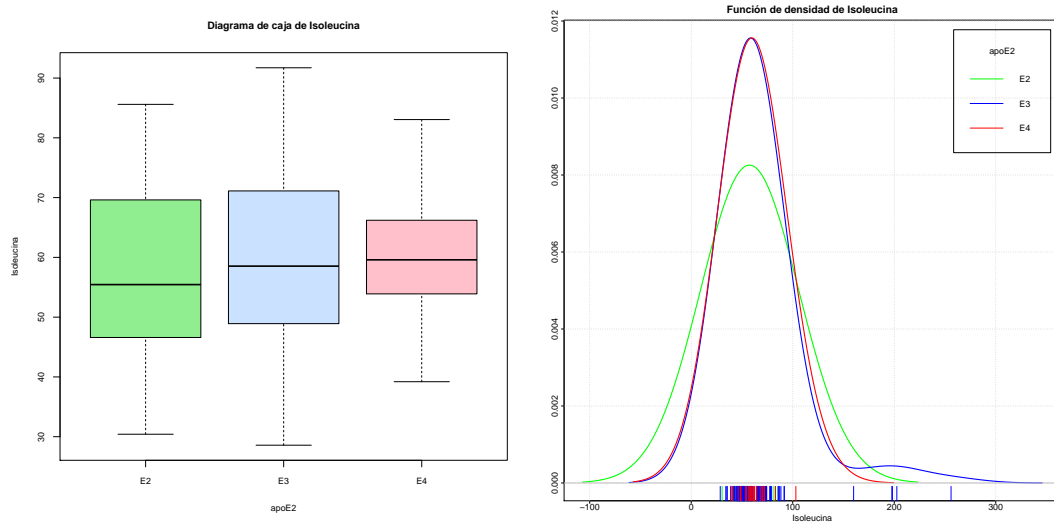 Diagrama de caja de Isoleucina
Isoleucina
90
80
70
60
50
40
30
E2
E3
E4
apoE2
Función de densidad de Isoleucina
0.012
0.010
0.008
0.006
0.004
0.002
0.000
apoE2
E2
E3
E4
−100
0
100
200
300
Isoleucina